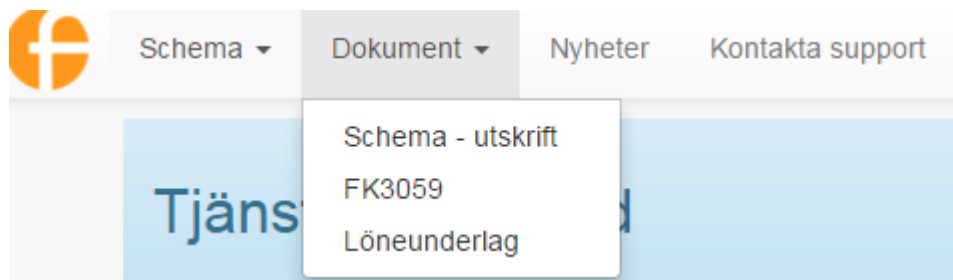 Schema Dokument Nyheter Kontakta support
Schema - utskrift
FK3059
Löneunderlag